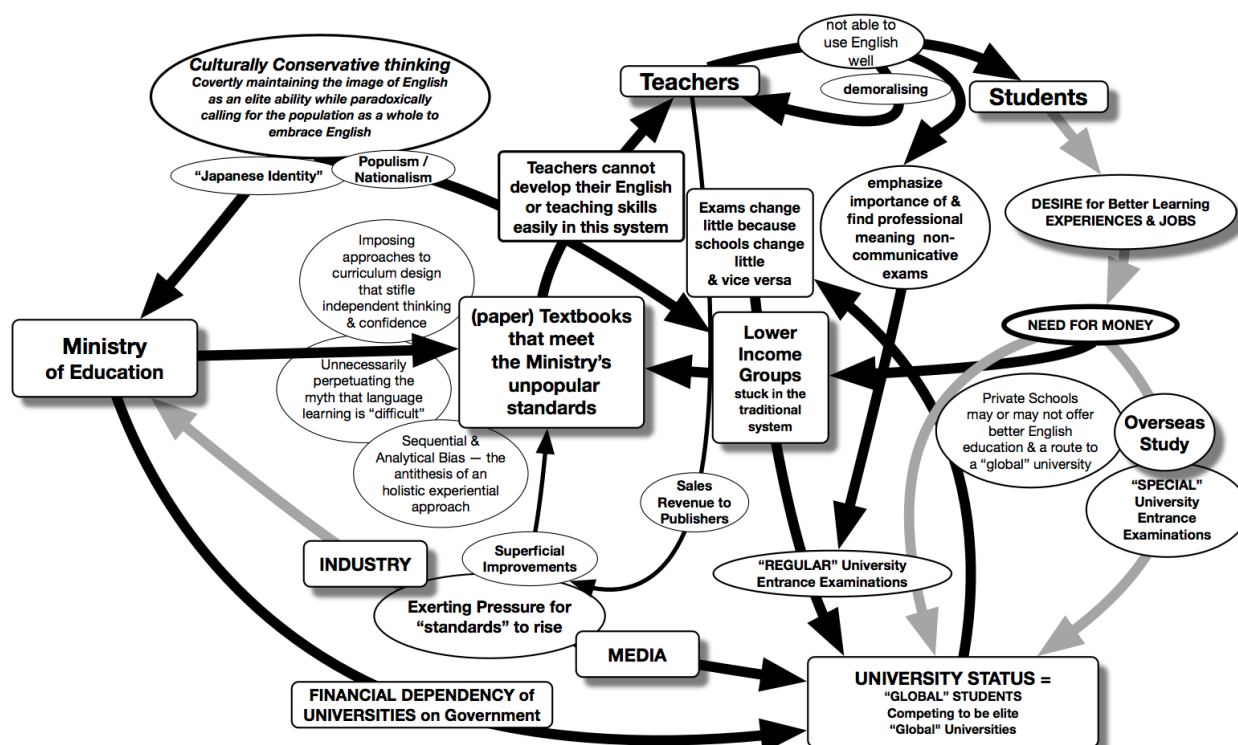 not able to
use English
well
Culturally Conservative thinking
Covertly maintaining the image of English
as an elite ability while paradoxically
calling for the population as a whole to
embrace English
Teachers
demoralising
Students
“Japanese Identity”
Populism /
Nationalism
Teachers cannot
develop their English
or teaching skills
easily in this system
Exams change
little because
schools change
little
& vice versa
emphasize
importance of &
find professional
meaning non-
communicative
exams
DESIRE for Better Learning
EXPERIENCES & JOBS
Imposing
approaches to
curriculum design
that stifle
independent thinking
& confidence
Ministry
of Education
(paper) Textbooks
that meet
the Ministry’s
unpopular
standards
Lower
Income
Groups
stuck in the
traditional
system
NEED FOR MONEY
Unnecessarily
perpetuating the
myth that language
learning is “difficult”
Private Schools
may or may not offer
better English
education & a route to
a “global” university
Overseas
Study
Sequential &
Analytical Bias — the
antithesis of an
holistic experiential
approach
Sales
Revenue to
Publishers
“SPECIAL”
University
Entrance
Examinations
INDUSTRY
Superficial
Improvements
“REGULAR” University
Entrance Examinations
Exerting Pressure for
“standards” to rise
MEDIA
FINANCIAL DEPENDENCY of
UNIVERSITIES on Government
UNIVERSITY STATUS =
“GLOBAL” STUDENTS
Competing to be elite
“Global" Universities